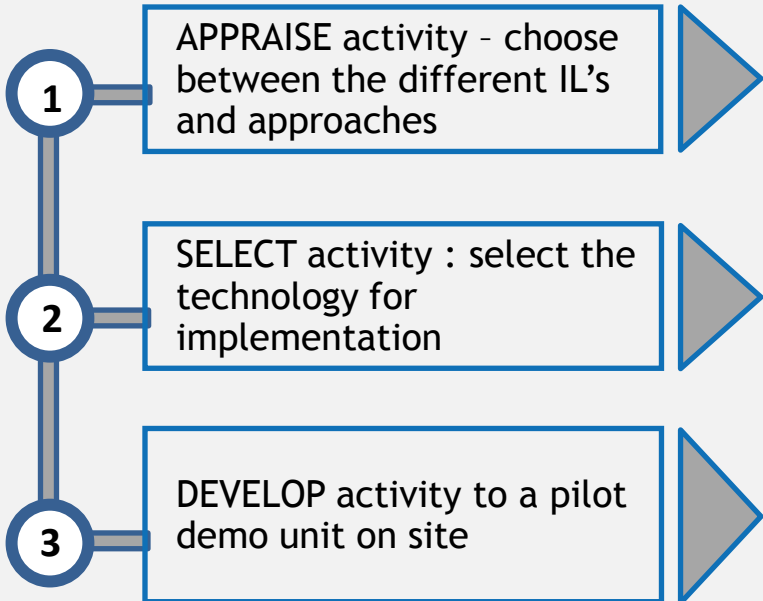 1
APPRAISE activity – choose
between the different IL’s
and approaches
2
SELECT activity : select the
technology for
implementation
3
DEVELOP activity to a pilot
demo unit on site